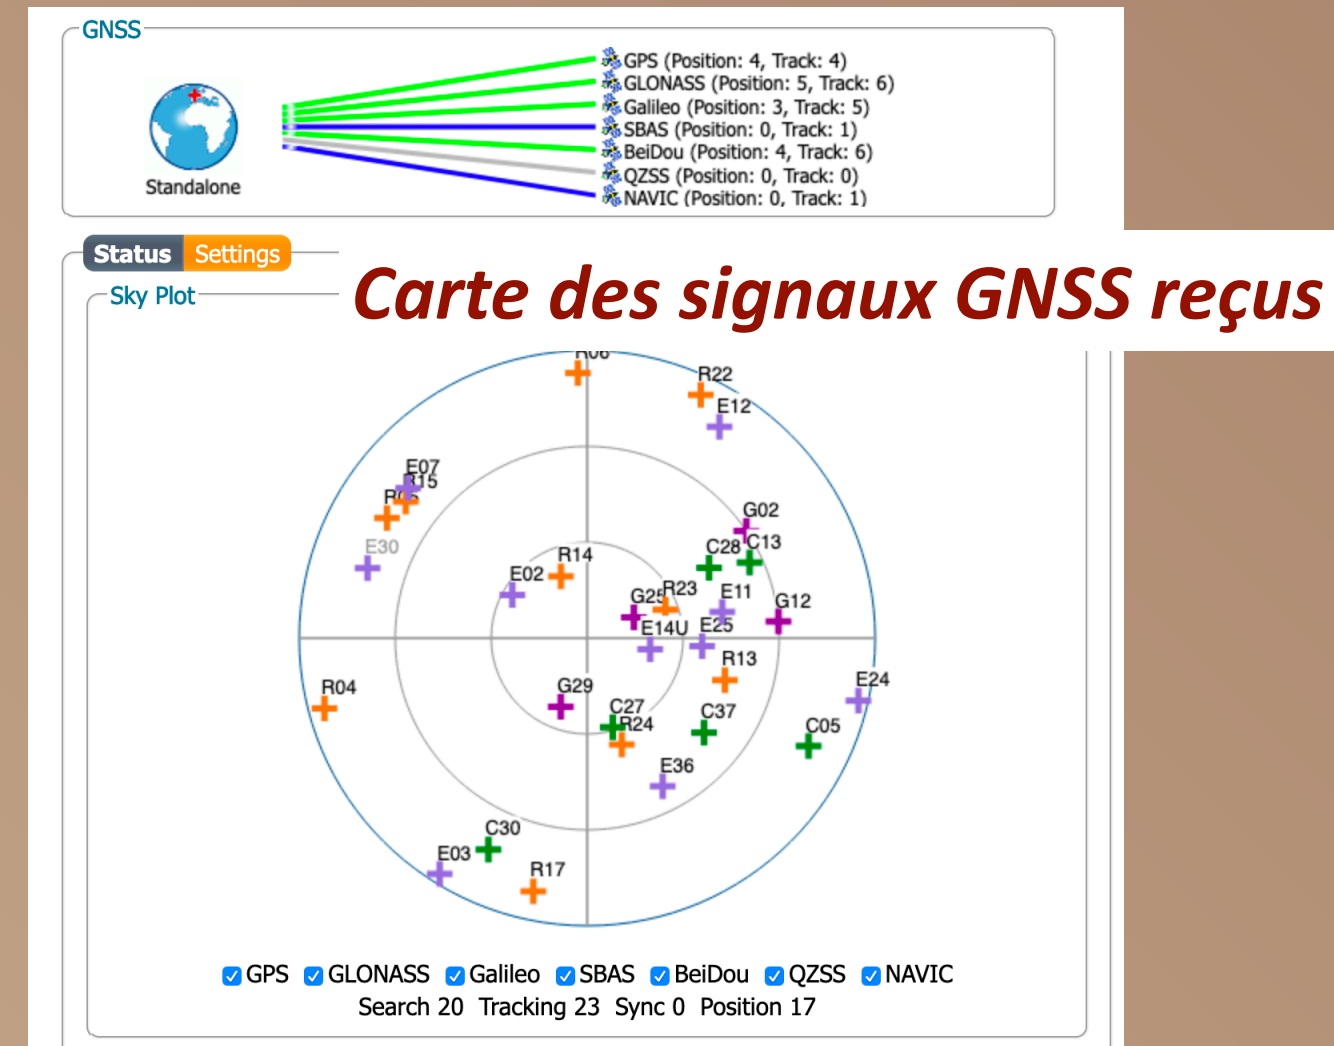 GNSS
GPS (Position: 4, Track: 4)
GLONASS (Position: 5, Track: 6)
Galileo (Position: 3, Track: 5)
SBAS (Position: 0, Track: 1)
BeiDou (Position: 4, Track: 6)
QZSS (Position: 0, Track: 0)
NAVIC (Position: 0, Track: 1)
Standalone
Status Settings
Carte des signaux GNSS reçus
Sky Plot
R06
R22
E12
E07
R15
G02
C13
C28
E30
R14
E02
R23
G25
E11
G12
E14U
E25
R13
E24
R04
G29
C27
R24
C37
C05
E36
C30
E03
R17
GPS GLONASS Galileo SBAS BeiDou QZSS NAVIC
Search 20 Tracking 23 Sync 0 Position 17